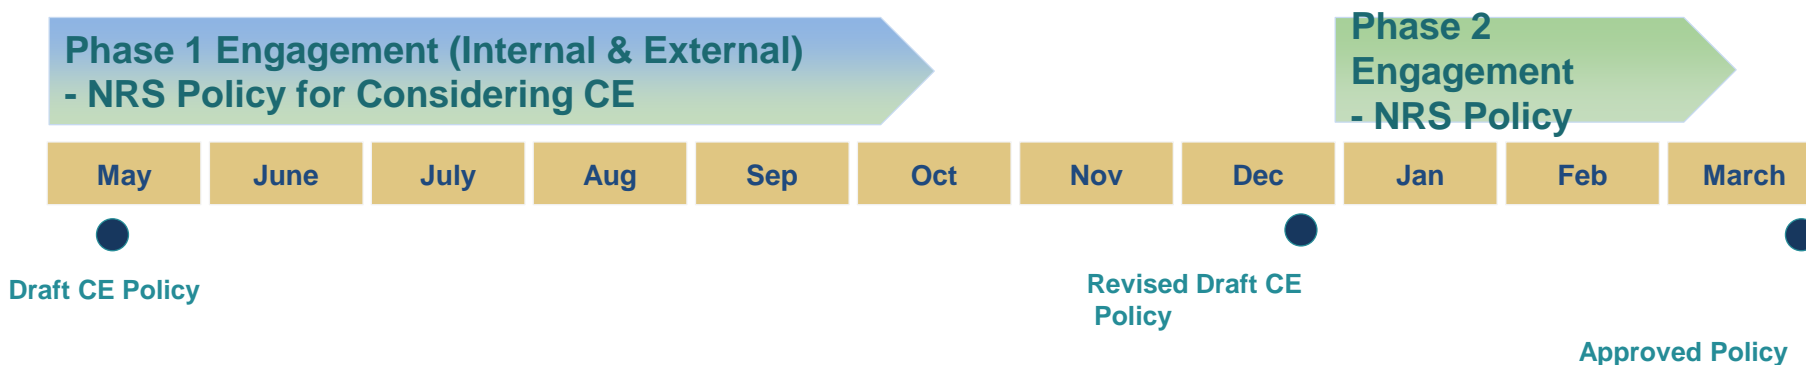 Phase 1 Engagement (Internal & External)
- NRS Policy for Considering CE
Phase 2
Engagement
- NRS Policy
May June July Aug Sep Oct Nov Dec Jan Feb March
Draft CE Policy
Revised Draft CE
Policy
Approved Policy